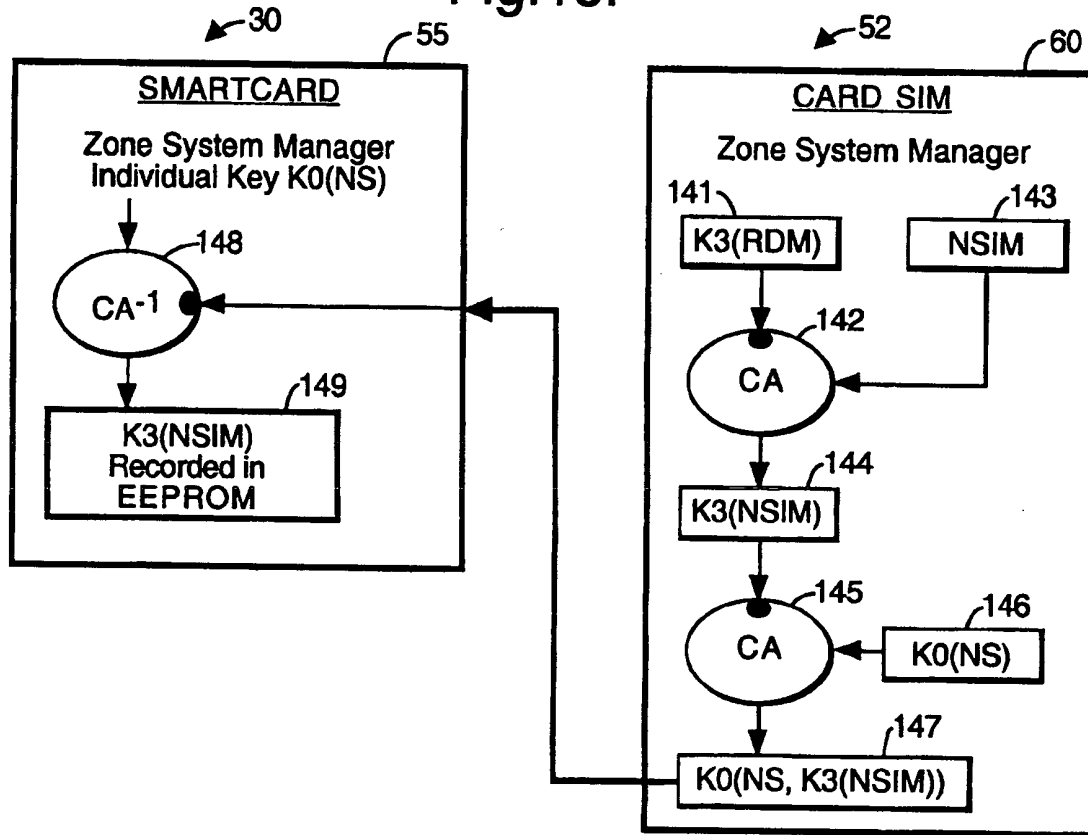 30
55
SMARTCARD
Zone System Manager
Individual Key K0(NS)
148
CA-1
149
K3(NSIM)
Recorded in
EEPROM
52
60
CARD SIM
Zone System Manager
141
143
K3(RDM)
NSIM
142
CA
144
K3(NSIM)
145
146
CA
K0(NS)
147
K0(NS, K3(NSIM))